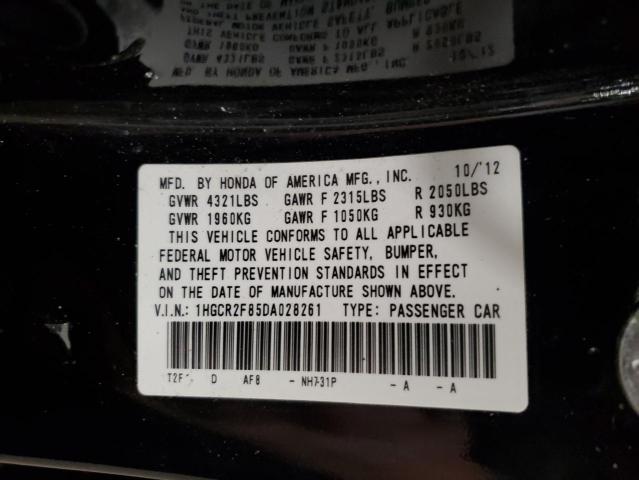 MFD. BY HONDA OF AMERICA MFG., INC. 10/'12
GVWR 4321LBS GAWR F 2315LBS R 2050LBS
GVWR 1960KG GAWR F 1050KG R 930KG
THIS VEHICLE CONFORMS TO ALL APPLICABLE
FEDERAL MOTOR VEHICLE SAFETY, BUMPER,
AND THEFT PREVENTION STANDARDS IN EFFECT
ON THE DATE OF MANUFACTURE SHOWN ABOVE.
V.I.N.: 1HGCR2F85DA028261 TYPE: PASSENGER CAR
D AF8 - NH-731P - A - A